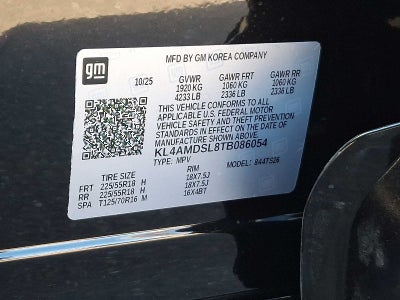 gm
MFD BY GM KOREA COMPANY
10/25 GVWR GAWR FRT GAWR RR
1920 KG 1060 KG 1060 KG
4233 LB 2336 LB 2336 LB
THIS VEHICLE CONFORMS TO ALL
APPLICABLE U.S. FEDERAL MOTOR
VEHICLE SAFETY AND THEFT PREVENTION
STANDARDS IN EFFECT ON THE DATE OF
MANUFACTURE SHOWN ABOVE.
KL4AMDSL8TB086054
TYPE: MPV MODEL: 8A4TS26
TIRE SIZE RIM
FRT 225/55R18 H 18X7.5J
RR 225/55R18 H 18X7.5J
SPA T125/70R16 M 16X4BT